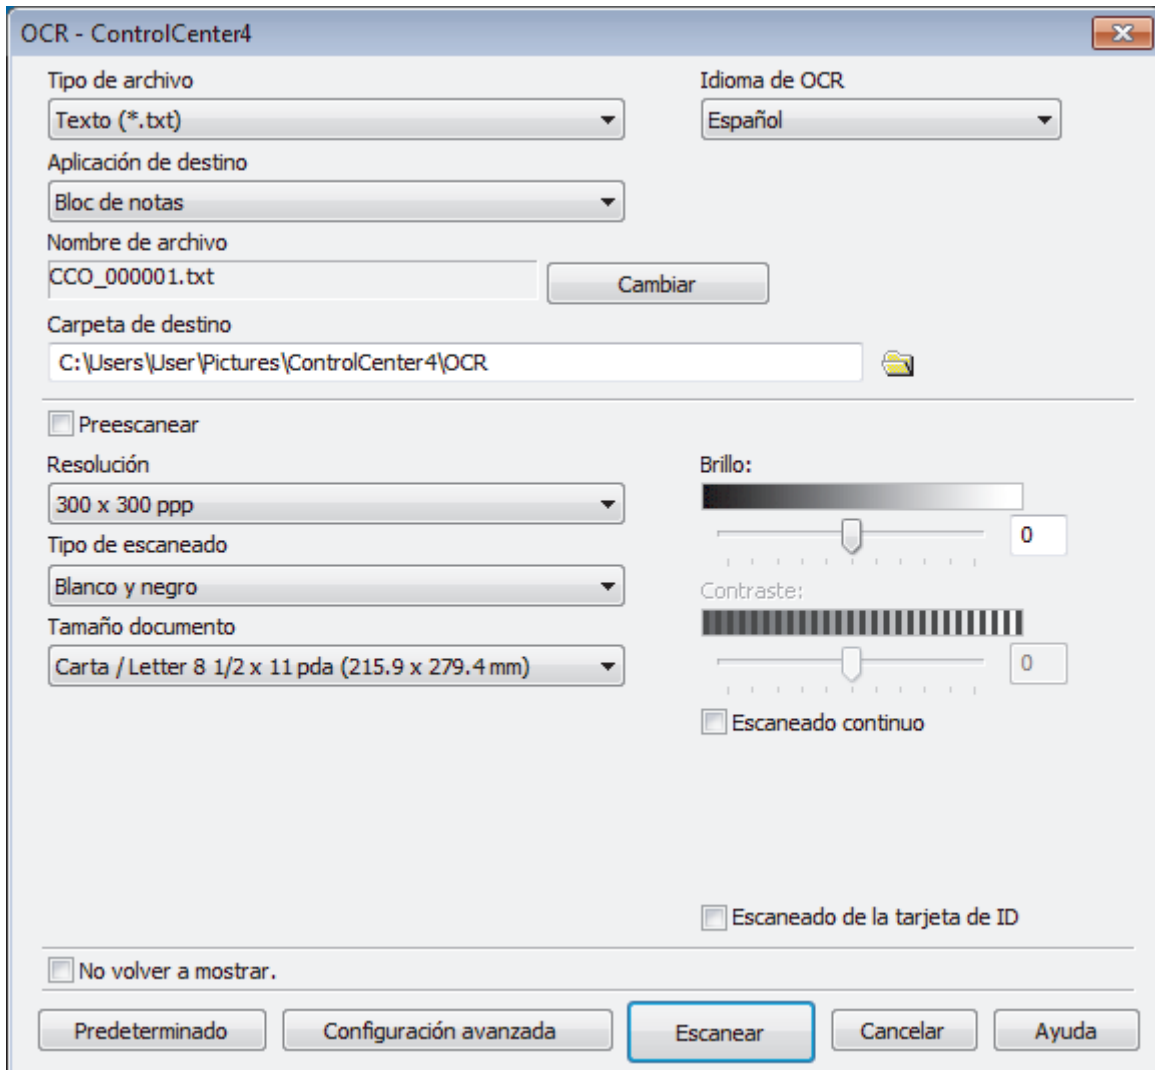 OCR - ControlCenter4
Tipo de archivo
Texto (*.txt)
Idioma de OCR
Español
Aplicación de destino
Bloc de notas
Nombre de archivo
CCO_000001.txt
Cambiar
Carpeta de destino
C:\Users\User\Pictures\ControlCenter4\OCR
Preescanear
Resolución
300 x 300 ppp
Tipo de escaneado
Blanco y negro
Tamaño documento
Carta / Letter 8 1/2 x 11 pda (215.9 x 279.4 mm)
Brillo:
0
Contraste:
0
Escaneado continuo
Escaneado de la tarjeta de ID
No volver a mostrar.
Predeterminado
Configuración avanzada
Escanear
Cancelar
Ayuda